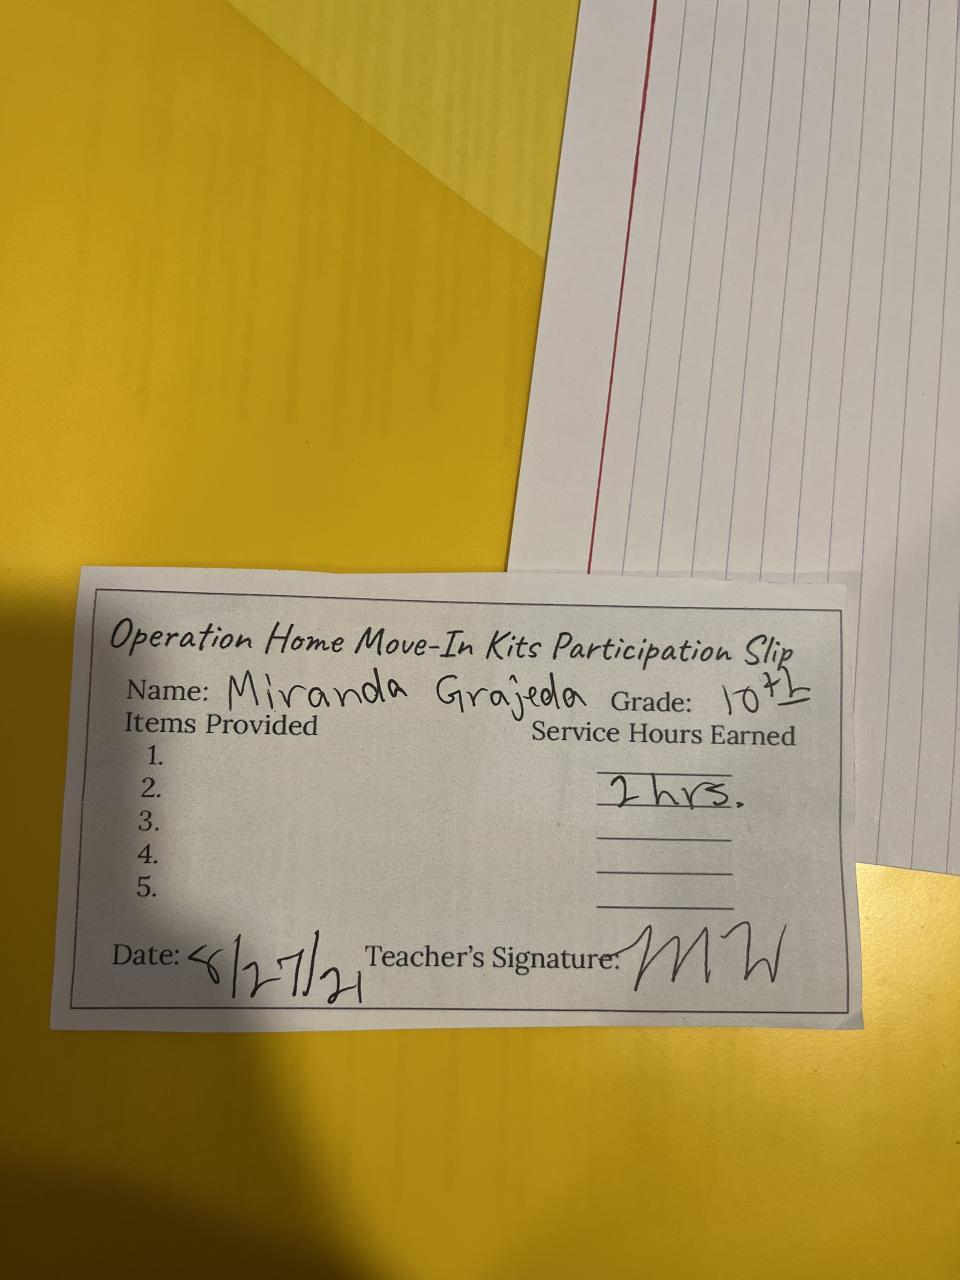 Operation Home Move-In Kits Participation Slip
Name: Miranda Grajeda Grade: 10th
Items Provided Service Hours Earned
1.
2. 2 hrs.
3.
4.
5.
Date: 8/27/21 Teacher's Signature: MW